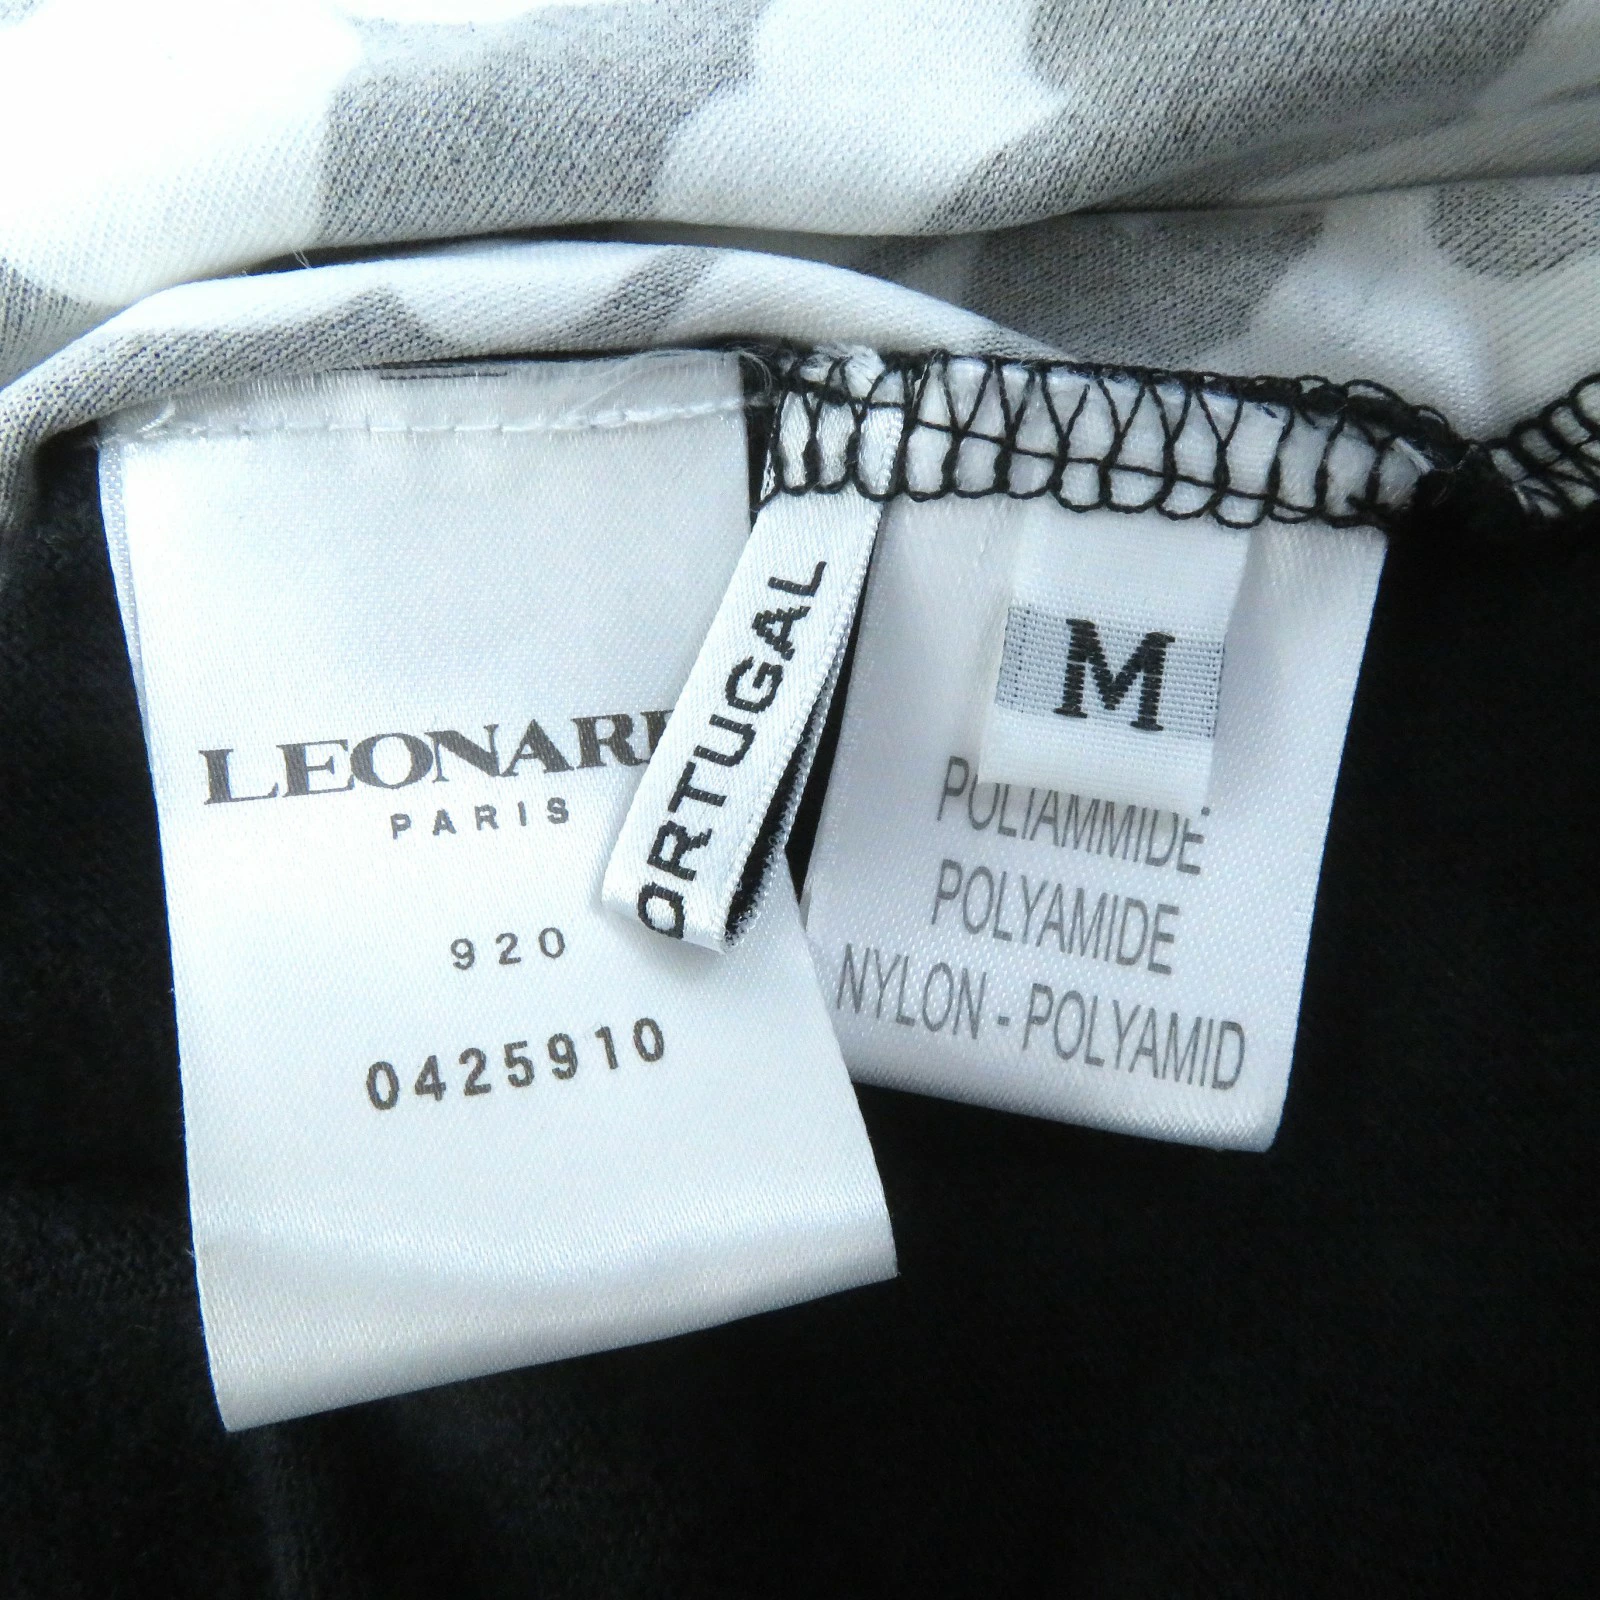 LEONAR
PARIS
920
0425910
ORTUGAL
M
POLIAMMIDE
POLYAMIDE
NYLON - POLYAMID